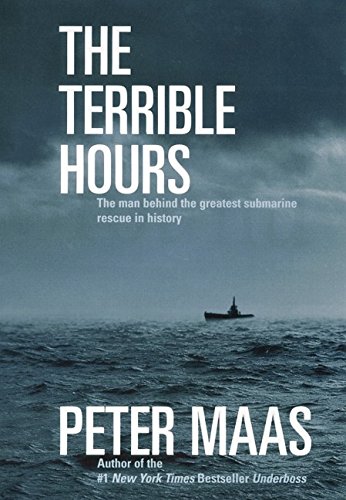 THE
TERRIBLE
HOURS
The man behind the greatest submarine
rescue in history
PETER MAAS
Author of the
#1 New York Times Bestseller Underboss